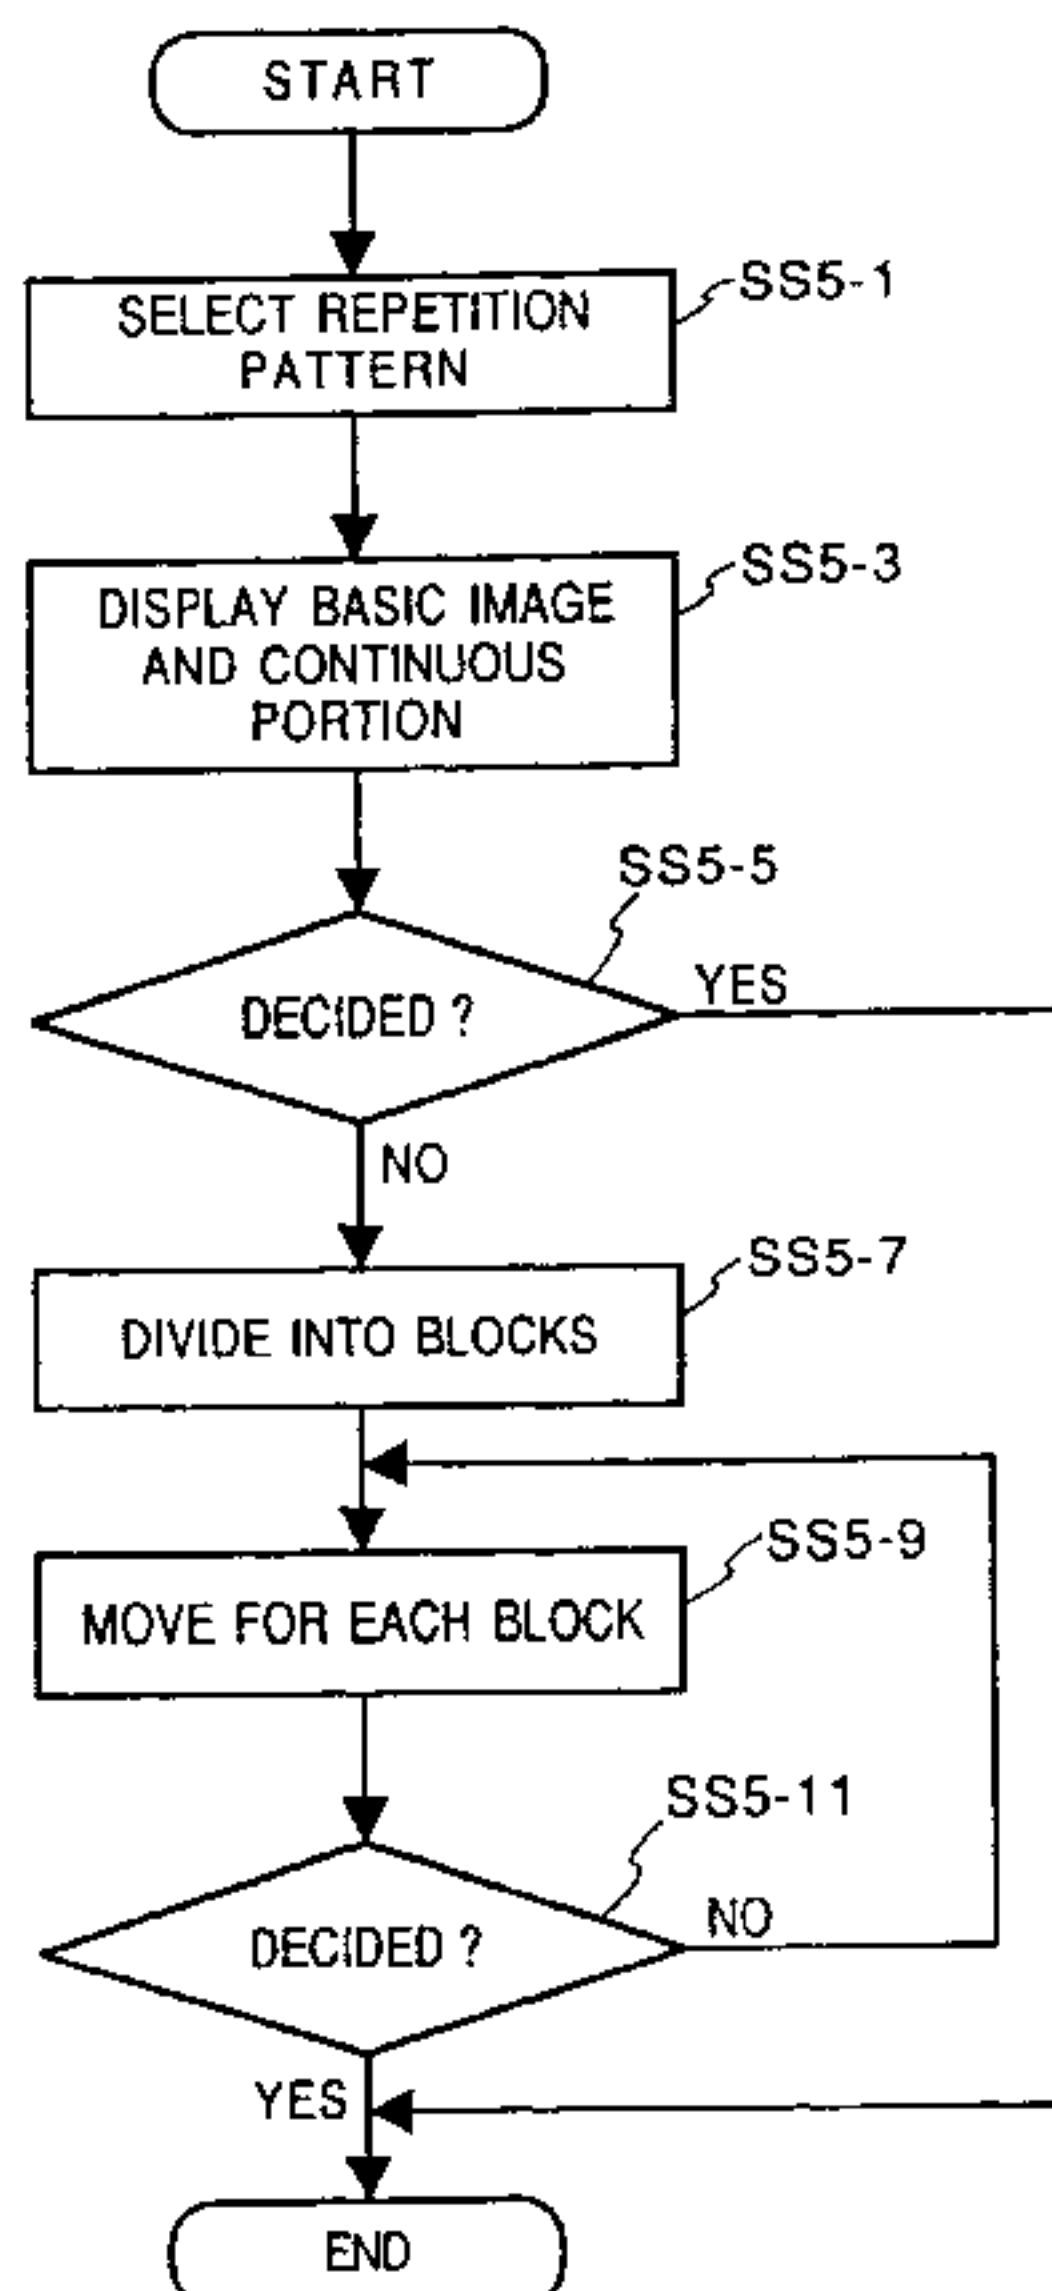 START
SS5-1
SELECT REPETITION
PATTERN
SS5-3
DISPLAY BASIC IMAGE
AND CONTINUOUS
PORTION
SS5-5
DECIDED ?
YES
NO
SS5-7
DIVIDE INTO BLOCKS
SS5-9
MOVE FOR EACH BLOCK
SS5-11
DECIDED ?
NO
YES
END